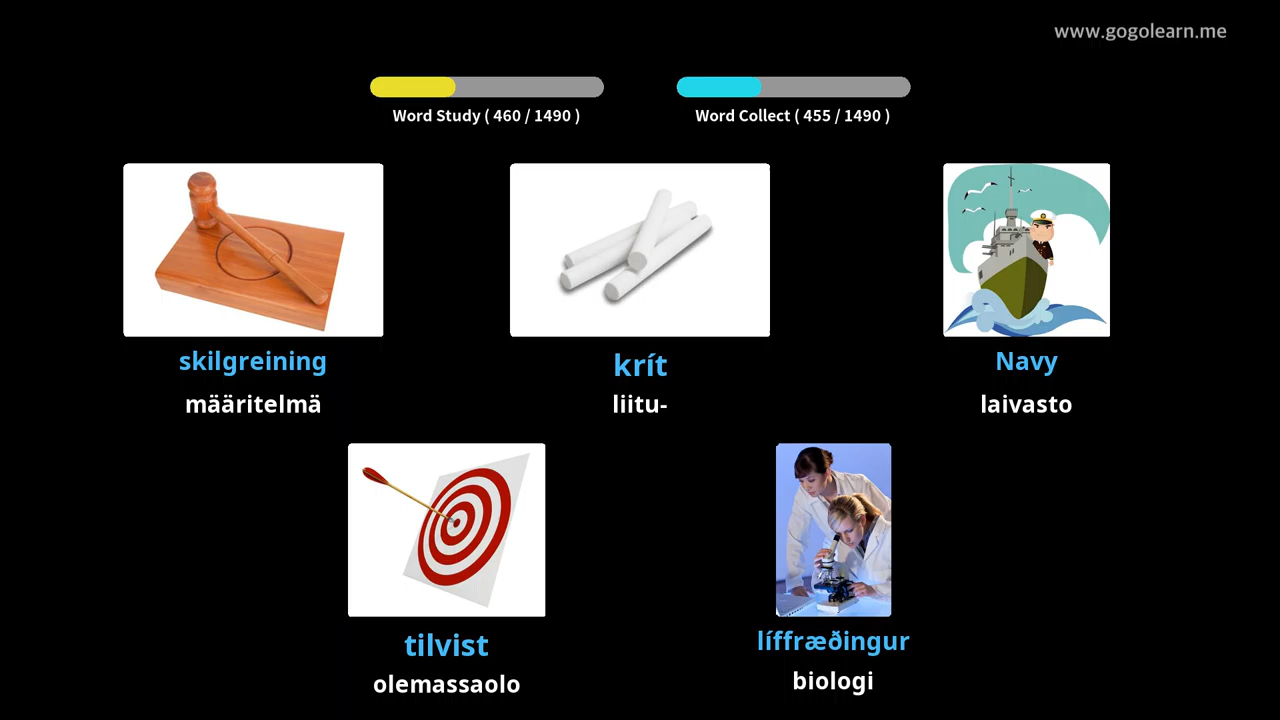 www.gogolearn.me
Word Study ( 460 / 1490 )
Word Collect ( 455 / 1490 )
skilgreining
määritelmä
krít
liitu-
Navy
laivasto
tilvist
olemassaolo
líffræðingur
biologi